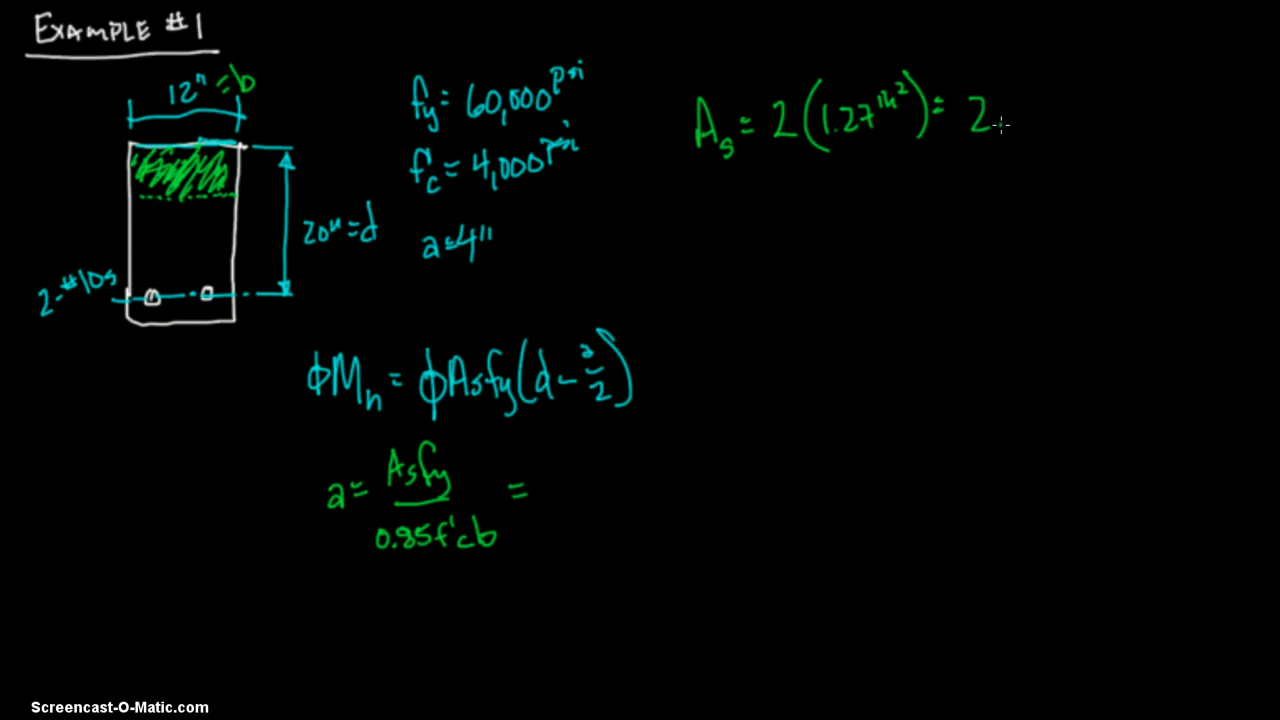 EXAMPLE #1
12" = b
fy = 60,000 psi
f'c = 4,000 psi
a=4"
As = 2(1.27 in²) = 2.
20" = d
2-#10s
ϕMn = ϕAsfy(d - a/2)
a = Asfy / 0.85f'cb =
Screencast-O-Matic.com